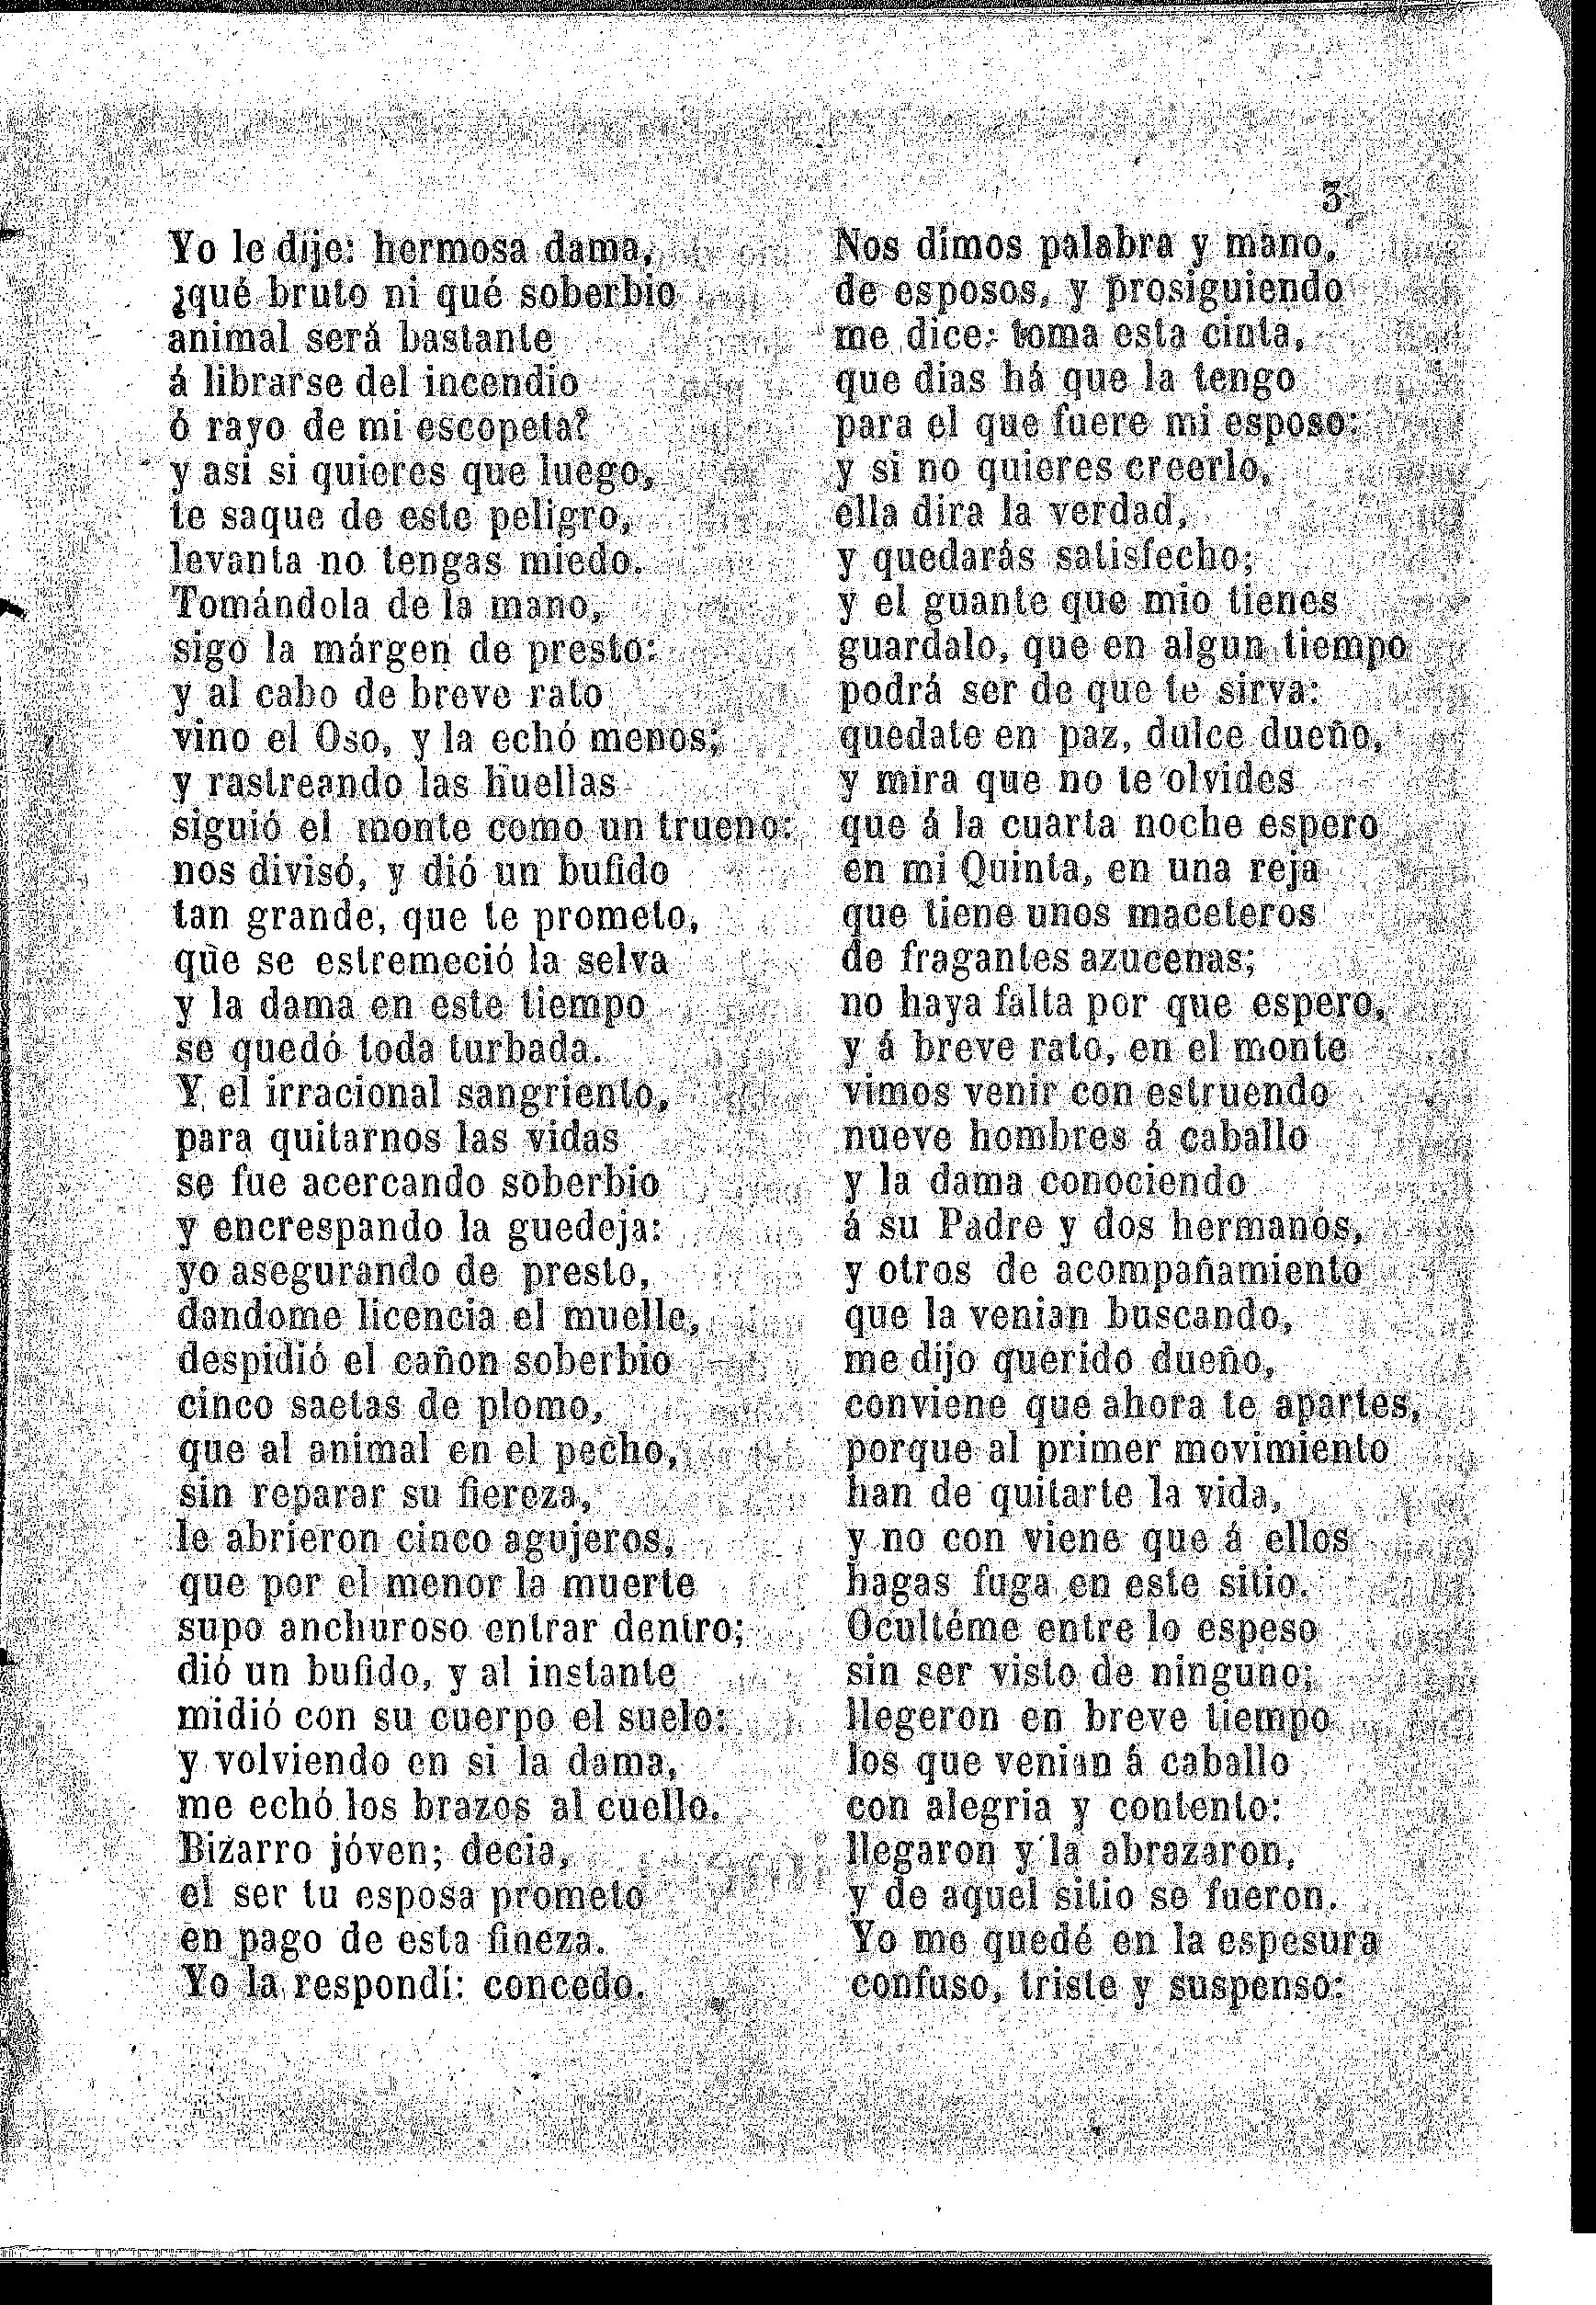 3
Yo le dije: hermosa dama,
¿qué bruto ni qué soberbio
animal será bastante
á librarse del incendio
ó rayo de mi escopeta?
y asi si quieres que luego,
te saque de este peligro,
levanta no tengas miedo.
Tomándola de la mano,
sigo la márgen de presto:
y al cabo de breve rato
vino el Oso, y la echó menos;
y rastreando las huellas
siguió el monte como un trueno:
nos divisó, y dió un bufido
tan grande, que te prometo,
que se estremeció la selva
y la dama en este tiempo
se quedó toda turbada.
Y el irracional sangriento,
para quitarnos las vidas
se fue acercando soberbio
y encrespando la guedeja:
yo asegurando de presto,
dandome licencia el muelle,
despidió el cañon soberbio
cinco saetas de plomo,
que al animal en el pecho,
sin reparar su fiereza,
le abrieron cinco agujeros,
que por el menor la muerte
supo anchuroso entrar dentro;
dió un bufido, y al instante
midió con su cuerpo el suelo:
y volviendo en si la dama,
me echó los brazos al cuello.
Bizarro jóven; decia,
el ser tu esposa prometo
en pago de esta fineza.
Yo la respondí: concedo.
Nos dimos palabra y mano,
de esposos, y prosiguiendo
me dice: toma esta cinta,
que dias há que la tengo
para el que fuere mi esposo:
y si no quieres creerlo,
ella dira la verdad,
y quedarás satisfecho;
y el guante que mio tienes
guardalo, que en algun tiempo
podrá ser de que te sirva:
quedate en paz, dulce dueño,
y mira que no te olvides
que á la cuarta noche espero
en mi Quinta, en una reja
que tiene unos maceteros
de fragantes azucenas;
no haya falta por que espero,
y á breve rato, en el monte
vimos venir con estruendo
nueve hombres á caballo
y la dama conociendo
á su Padre y dos hermanos,
y otros de acompañamiento
que la venian buscando,
me dijo querido dueño,
conviene que ahora te apartes,
porque al primer movimiento
han de quitarte la vida,
y no con viene que á ellos
hagas fuga en este sitio.
Ocultéme entre lo espeso
sin ser visto de ninguno;
llegeron en breve tiempo
los que venian á caballo
con alegria y contento:
llegaron y la abrazaron,
y de aquel sitio se fueron.
Yo me quedé en la espesura
confuso, triste y suspenso: